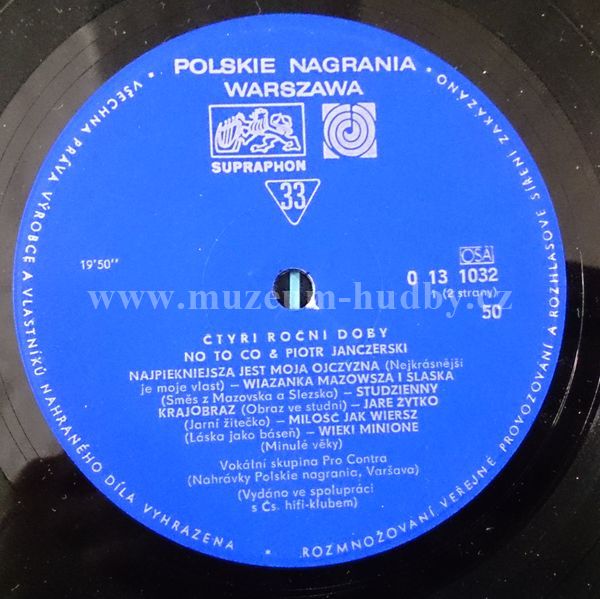 POLSKIE NAGRANIA
WARSZAWA
SUPRAPHON
33
19'50''
OSA
0 13 1032
1 (2 strany)
50
www.muzeum-hudby.cz
ČTYŘI ROČNÍ DOBY
NO TO CO & PIOTR JANCZERSKI
NAJPIEKNIEJSZA JEST MOJA OJCZYZNA (Nejkrásnější
je moje vlast) – WIAZANKA MAZOWSZA I ŚLASKA
(Směs z Mazovska a Slezska) – STUDZIENNY
KRAJOBRAZ (Obraz ve studni) – JARE ŻYTKO
(Jarní žitečko) – MILOŚĆ JAK WIERSZ
(Láska jako báseň) – WIEKI MINIONE
(Minulé věky)
Vokální skupina Pro Contra
(Nahrávky Polskie nagrania, Varšava)
(Vydáno ve spolupráci
s Čs. hifi-klubem)
• VŠECHNA PRÁVA VÝROBCE A VLASTNÍKŮ NAHRANÉHO DÍLA VYHRAZENA • ROZMNOŽOVÁNÍ VEŘEJNÉ PROVOZOVÁNÍ A ROZHLASOVÉ ŠÍŘENÍ ZAKÁZÁNO